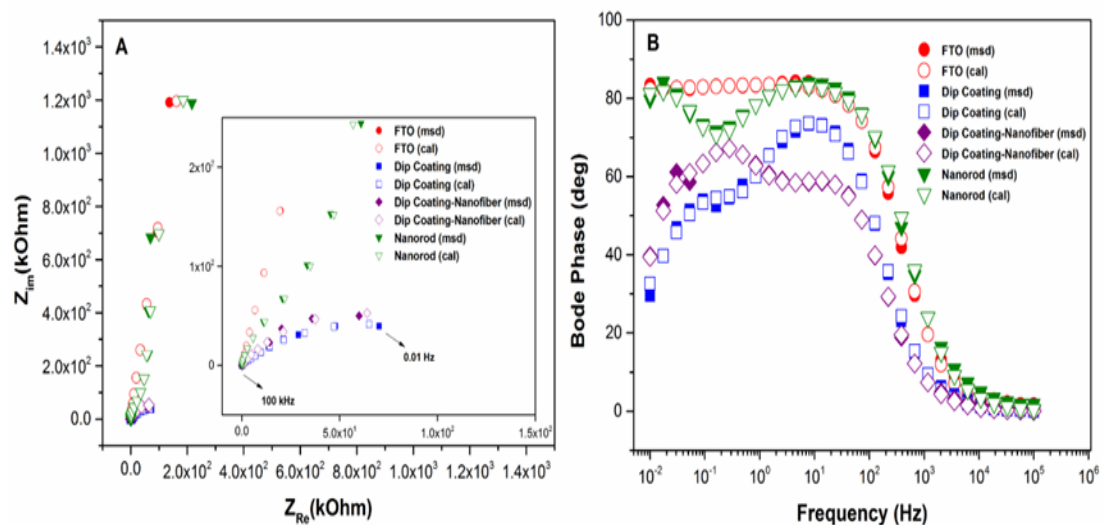 A
Z_im(kOhm)
1.4x10³
1.2x10³
1.0x10³
8.0x10²
6.0x10²
4.0x10²
2.0x10²
0.0
0.0 2.0x10² 4.0x10² 6.0x10² 8.0x10² 1.0x10³ 1.2x10³ 1.4x10³
Z_Re(kOhm)
FTO (msd)
FTO (cal)
Dip Coating (msd)
Dip Coating (cal)
Dip Coating-Nanofiber (msd)
Dip Coating-Nanofiber (cal)
Nanorod (msd)
Nanorod (cal)
2x10²
1x10²
0
0.01 Hz
100 kHz
0.0 5.0x10¹ 1.0x10² 1.5x10²
B
Bode Phase (deg)
100
80
60
40
20
0
FTO (msd)
FTO (cal)
Dip Coating (msd)
Dip Coating (cal)
Dip Coating-Nanofiber (msd)
Dip Coating-Nanofiber (cal)
Nanorod (msd)
Nanorod (cal)
10⁻² 10⁻¹ 10⁰ 10¹ 10² 10³ 10⁴ 10⁵ 10⁶
Frequency (Hz)